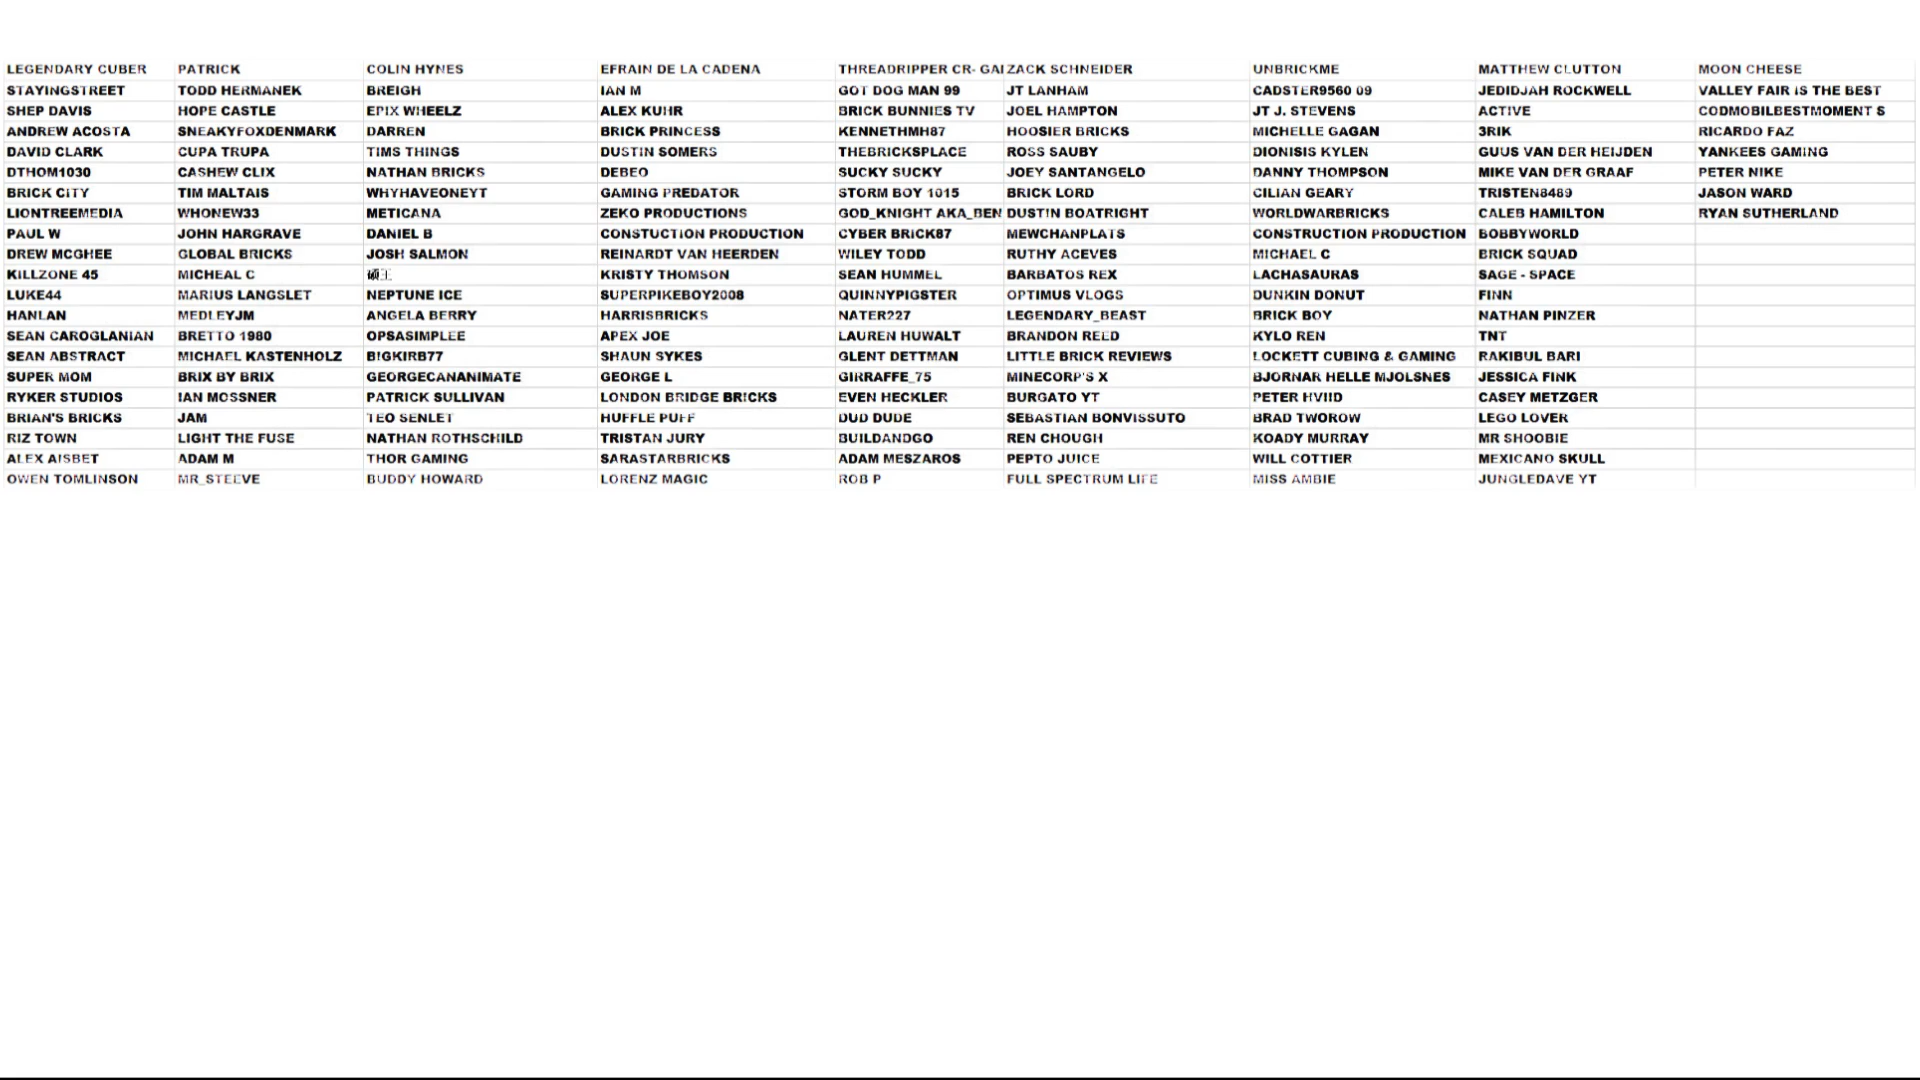 LEGENDARY CUBER PATRICK COLIN HYNES EFRAIN DE LA CADENA THREADRIPPER CR- GAI ZACK SCHNEIDER UNBRICKME MATTHEW CLUTTON MOON CHEESE
STAYINGSTREET TODD HERMANEK BREIGH IAN M GOT DOG MAN 99 JT LANHAM CADSTER9560 09 JEDIDJAH ROCKWELL VALLEY FAIR IS THE BEST
SHEP DAVIS HOPE CASTLE EPIX WHEELZ ALEX KUHR BRICK BUNNIES TV JOEL HAMPTON JT J. STEVENS ACTIVE CODMOBILBESTMOMENT S
ANDREW ACOSTA SNEAKYFOXDENMARK DARREN BRICK PRINCESS KENNETHMH87 HOOSIER BRICKS MICHELLE GAGAN 3RIK RICARDO FAZ
DAVID CLARK CUPA TRUPA TIMS THINGS DUSTIN SOMERS THEBRICKSPLACE ROSS SAUBY DIONISIS KYLEN GUUS VAN DER HEIJDEN YANKEES GAMING
DTHOM1030 CASHEW CLIX NATHAN BRICKS DEBEO SUCKY SUCKY JOEY SANTANGELO DANNY THOMPSON MIKE VAN DER GRAAF PETER NIKE
BRICK CITY TIM MALTAIS WHYHAVEONEYT GAMING PREDATOR STORM BOY 1015 BRICK LORD CILIAN GEARY TRISTEN8489 JASON WARD
LIONTREEMEDIA WHONEW33 METICANA ZEKO PRODUCTIONS GOD_KNIGHT AKA_BEN DUSTIN BOATRIGHT WORLDWARBRICKS CALEB HAMILTON RYAN SUTHERLAND
PAUL W JOHN HARGRAVE DANIEL B CONSTUCTION PRODUCTION CYBER BRICK87 MEWCHANPLATS CONSTRUCTION PRODUCTION BOBBYWORLD
DREW MCGHEE GLOBAL BRICKS JOSH SALMON REINARDT VAN HEERDEN WILEY TODD RUTHY ACEVES MICHAEL C BRICK SQUAD
KILLZONE 45 MICHEAL C KRISTY THOMSON SEAN HUMMEL BARBATOS REX LACHASAURAS SAGE - SPACE
LUKE44 MARIUS LANGSLET NEPTUNE ICE SUPERPIKEBOY2008 QUINNYPIGSTER OPTIMUS VLOGS DUNKIN DONUT FINN
HANLAN MEDLEYJM ANGELA BERRY HARRISBRICKS NATER227 LEGENDARY_BEAST BRICK BOY NATHAN PINZER
SEAN CAROGLANIAN BRETTO 1980 OPSASIMPLEE APEX JOE LAUREN HUWALT BRANDON REED KYLO REN TNT
SEAN ABSTRACT MICHAEL KASTENHOLZ B!GKIRB77 SHAUN SYKES GLENT DETTMAN LITTLE BRICK REVIEWS LOCKETT CUBING & GAMING RAKIBUL BARI
SUPER MOM BRIX BY BRIX GEORGECANANIMATE GEORGE L GIRRAFFE_75 MINECORP'S X BJORNAR HELLE MJOLSNES JESSICA FINK
RYKER STUDIOS IAN MOSSNER PATRICK SULLIVAN LONDON BRIDGE BRICKS EVEN HECKLER BURGATO YT PETER HVIID CASEY METZGER
BRIAN'S BRICKS JAM TEO SENLET HUFFLE PUFF DUD DUDE SEBASTIAN BONVISSUTO BRAD TWOROW LEGO LOVER
RIZ TOWN LIGHT THE FUSE NATHAN ROTHSCHILD TRISTAN JURY BUILDANDGO REN CHOUGH KOADY MURRAY MR SHOOBIE
ALEX AISBET ADAM M THOR GAMING SARASTARBRICKS ADAM MESZAROS PEPTO JUICE WILL COTTIER MEXICANO SKULL
OWEN TOMLINSON MR_STEEVE BUDDY HOWARD LORENZ MAGIC ROB P FULL SPECTRUM LIFE MISS AMBIE JUNGLEDAVE YT